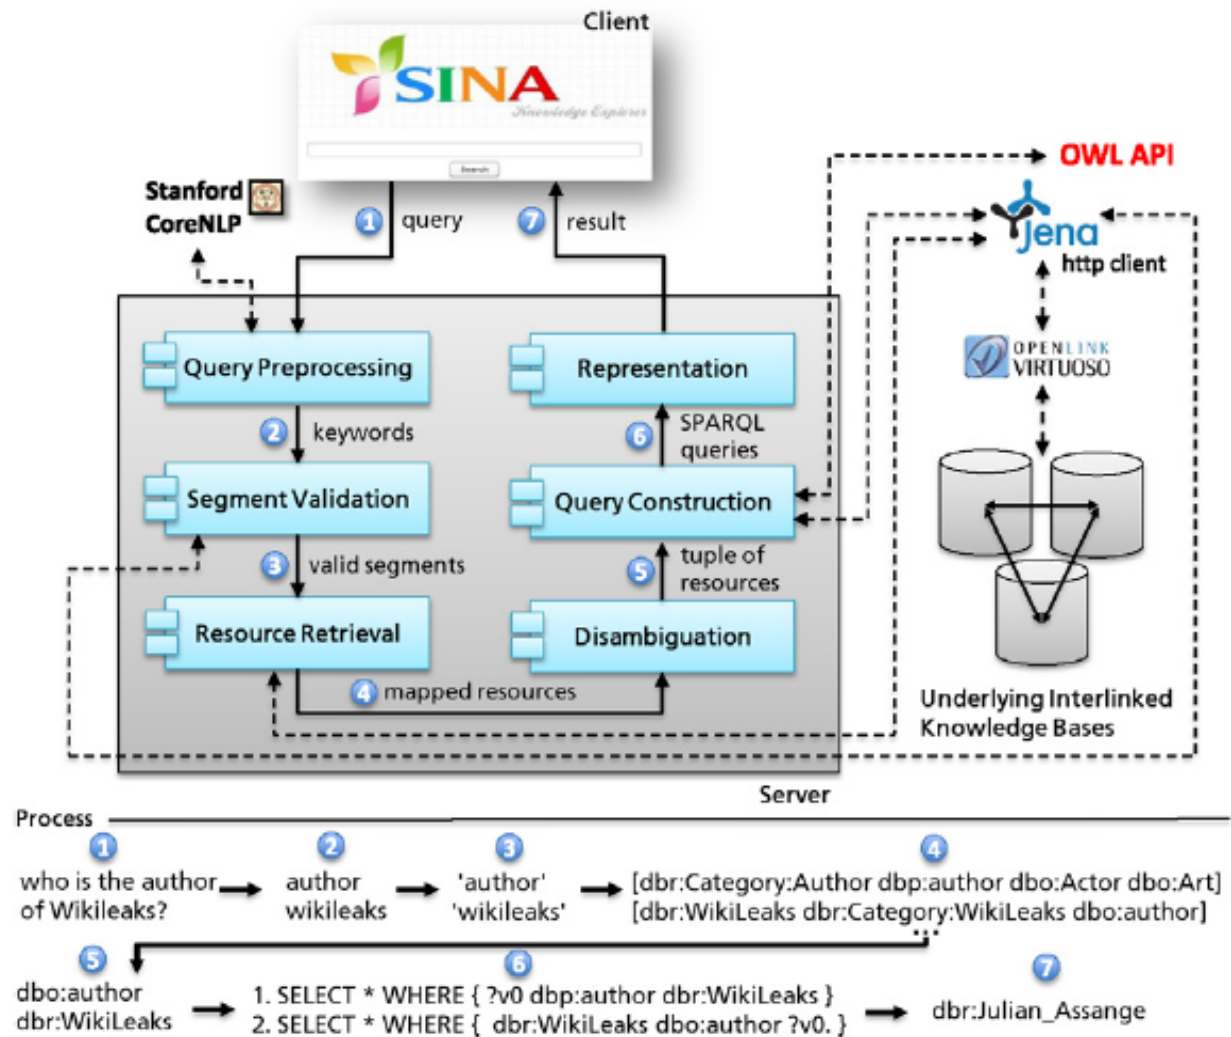 Client
SINA
Knowledge Explorer
Search
OWL API
Stanford
CoreNLP
1 query
7 result
Jena
http client
Query Preprocessing
Representation
OPENLINK
VIRTUOSO
2 keywords
6 SPARQL
queries
Segment Validation
Query Construction
3 valid segments
5 tuple of
resources
Resource Retrieval
Disambiguation
4 mapped resources
Underlying Interlinked
Knowledge Bases
Server
Process
1 2 3 4
who is the author
of Wikileaks?
author
wikileaks
'author'
'wikileaks'
[dbr:Category:Author dbp:author dbo:Actor dbo:Art]
[dbr:WikiLeaks dbr:Category:WikiLeaks dbo:author]
...
5 6 7
dbo:author
dbr:WikiLeaks
1. SELECT * WHERE { ?v0 dbp:author dbr:WikiLeaks }
2. SELECT * WHERE { dbr:WikiLeaks dbo:author ?v0. }
dbr:Julian_Assange